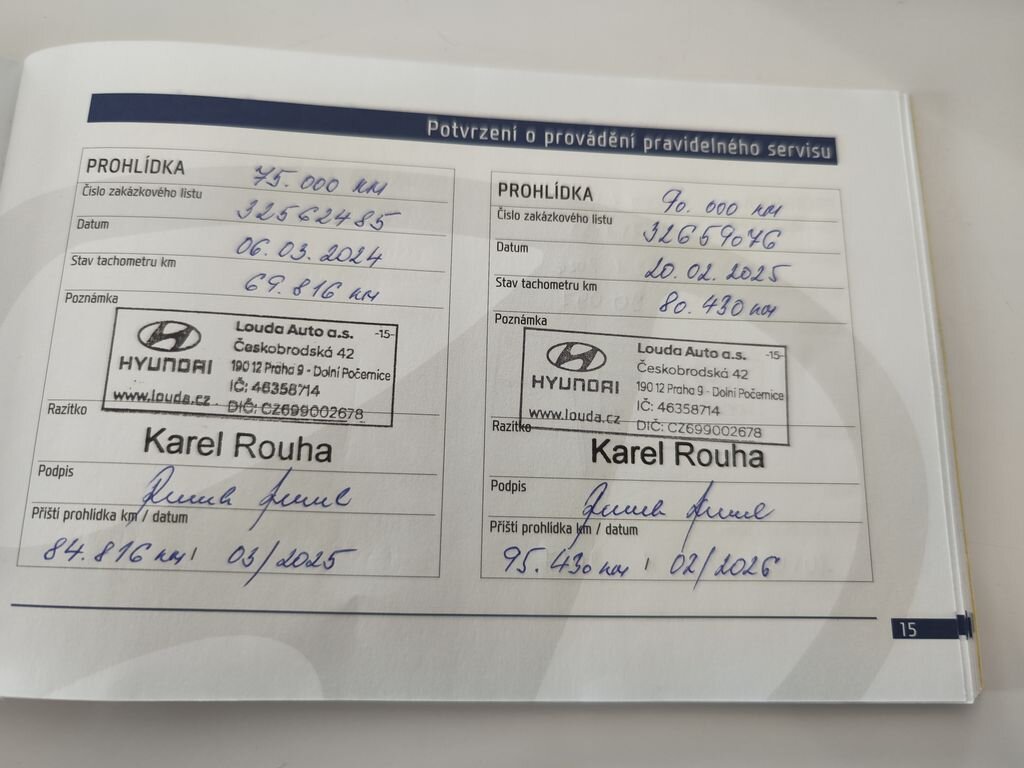 Potvrzení o provádění pravidelného servisu
PROHLÍDKA 75.000 KM
Číslo zakázkového listu 32562485
Datum 06.03.2024
Stav tachometru km 69.816 KM
Poznámka
HYUNDAI
www.louda.cz
Louda Auto a.s. -15-
Českobrodská 42
190 12 Praha 9 - Dolní Počernice
IČ: 46358714
DIČ: CZ699002678
Razítko
Karel Rouha
Podpis
Příští prohlídka km / datum
84.816 KM / 03/2025
PROHLÍDKA 90.000 KM
Číslo zakázkového listu 32659076
Datum 20.02.2025
Stav tachometru km 80.430 KM
Poznámka
HYUNDAI
www.louda.cz
Louda Auto a.s. -15-
Českobrodská 42
190 12 Praha 9 - Dolní Počernice
IČ: 46358714
DIČ: CZ699002678
Razítko
Karel Rouha
Podpis
Příští prohlídka km / datum
95.430 KM / 02/2026
15